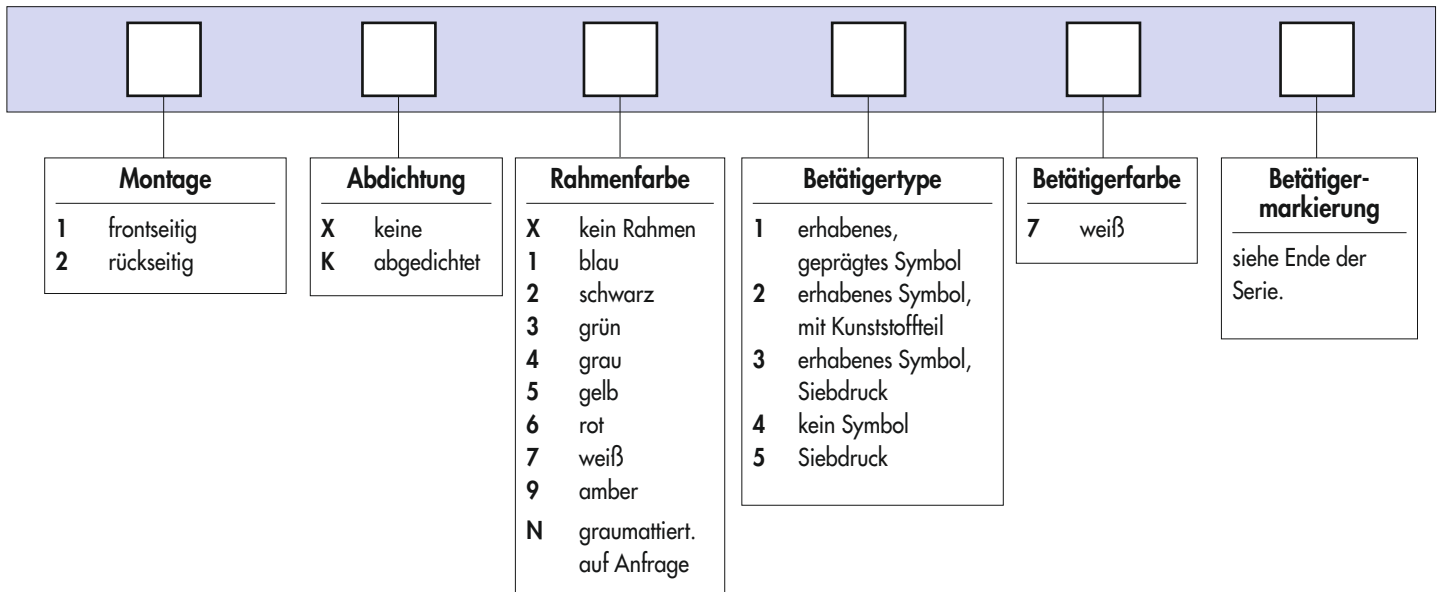 Montage
1 frontseitig
2 rückseitig
Abdichtung
X keine
K abgedichtet
Rahmenfarbe
X kein Rahmen
1 blau
2 schwarz
3 grün
4 grau
5 gelb
6 rot
7 weiß
9 amber
N graumattiert.
auf Anfrage
Betätigertype
1 erhabenes,
geprägtes Symbol
2 erhabenes Symbol,
mit Kunststoffteil
3 erhabenes Symbol,
Siebdruck
4 kein Symbol
5 Siebdruck
Betätigerfarbe
7 weiß
Betätiger-
markierung
siehe Ende der
Serie.